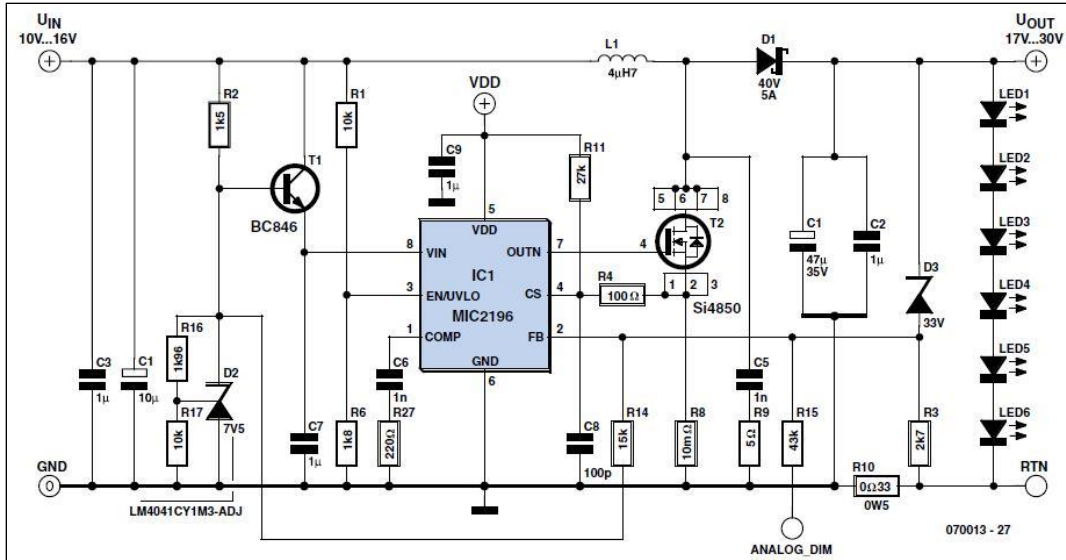 UIN
10V...16V
UOUT
17V...30V
L1
4µH7
D1
40V
5A
R2
1k5
R1
10k
VDD
C9
1µ
R11
27k
T1
BC846
5
VDD
8
VIN
OUTN
7
IC1
3
EN/UVLO
CS
4
MIC2196
1
COMP
FB
2
GND
6
5
6
7
8
T2
4
1
2
3
Si4850
R4
100Ω
C1
47µ
35V
C2
1µ
D3
33V
LED1
LED2
LED3
LED4
LED5
LED6
R16
1k96
D2
7V5
R17
10k
C3
1µ
C1
10µ
C7
1µ
R6
1k8
C6
1n
R27
220Ω
C8
100p
R14
15k
R8
10mΩ
C5
1n
R9
5Ω
R15
43k
R3
2k7
R10
0Ω33
0W5
GND
0
RTN
LM4041CY1M3-ADJ
ANALOG_DIM
070013 - 27